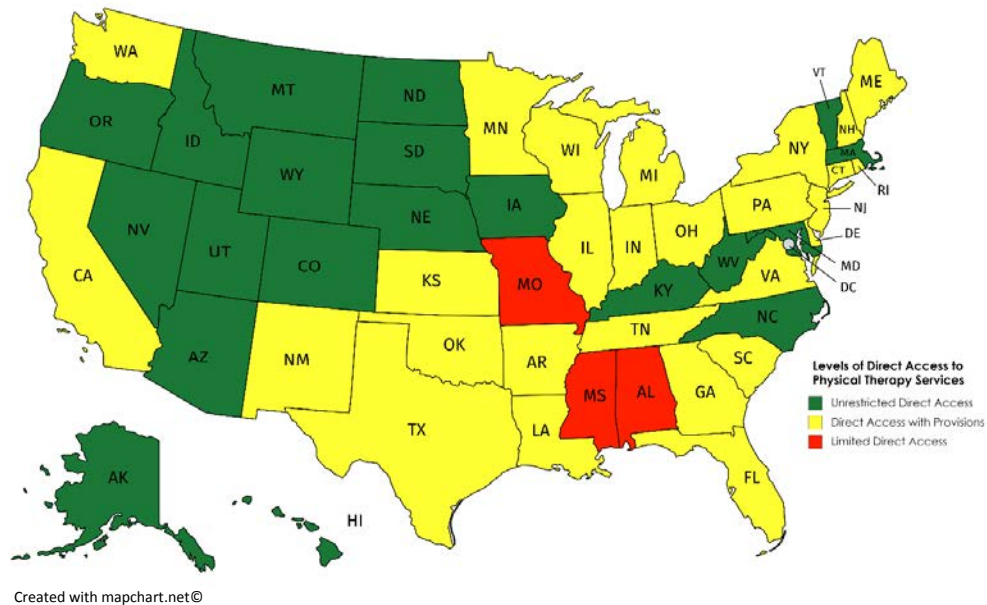 WA
MT
ND
MN
VT
ME
OR
ID
SD
WI
NH
NY
MA
WY
MI
CT
RI
IA
NE
PA
NJ
NV
OH
DE
UT
IL
IN
CO
WV
MD
CA
KS
MO
VA
DC
KY
NC
TN
OK
AZ
NM
AR
SC
MS
AL
GA
TX
LA
FL
AK
HI
Levels of Direct Access to
Physical Therapy Services
Unrestricted Direct Access
Direct Access with Provisions
Limited Direct Access
Created with mapchart.net©